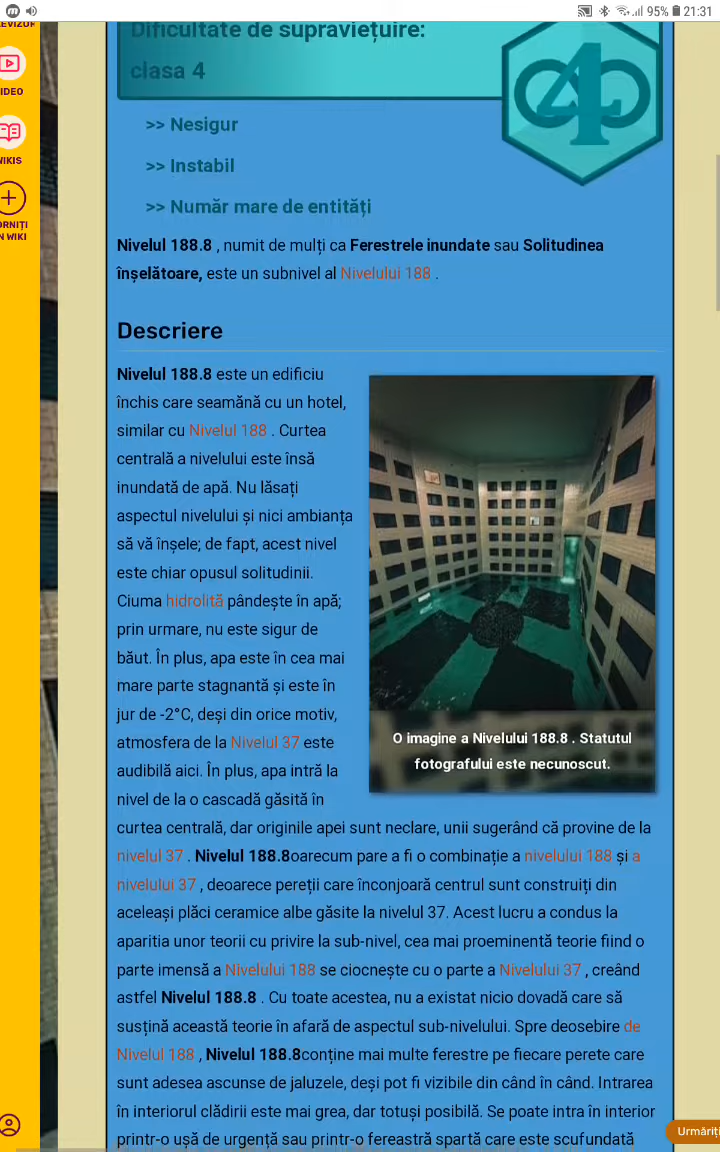 95% 21:31
LEVIZOR
IDEO
WIKIS
ORNIȚI
N WIKI
Dificultate de supraviețuire:
clasa 4
4
>> Nesigur
>> Instabil
>> Număr mare de entități
Nivelul 188.8 , numit de mulți ca Ferestrele inundate sau Solitudinea
înșelătoare, este un subnivel al Nivelului 188 .
Descriere
Nivelul 188.8 este un edificiu
închis care seamănă cu un hotel,
similar cu Nivelul 188 . Curtea
centrală a nivelului este însă
inundată de apă. Nu lăsați
aspectul nivelului și nici ambianța
să vă înșele; de fapt, acest nivel
este chiar opusul solitudinii.
Ciuma hidrolită pândește în apă;
prin urmare, nu este sigur de
băut. În plus, apa este în cea mai
mare parte stagnantă și este în
jur de -2°C, deși din orice motiv,
atmosfera de la Nivelul 37 este
audibilă aici. În plus, apa intră la
nivel de la o cascadă găsită în
O imagine a Nivelului 188.8 . Statutul
fotografului este necunoscut.
curtea centrală, dar originile apei sunt neclare, unii sugerând că provine de la
nivelul 37 . Nivelul 188.8oarecum pare a fi o combinație a nivelului 188 și a
nivelului 37 , deoarece pereții care înconjoară centrul sunt construiți din
aceleași plăci ceramice albe găsite la nivelul 37. Acest lucru a condus la
apariția unor teorii cu privire la sub-nivel, cea mai proeminentă teorie fiind o
parte imensă a Nivelului 188 se ciocnește cu o parte a Nivelului 37 , creând
astfel Nivelul 188.8 . Cu toate acestea, nu a existat nicio dovadă care să
susțină această teorie în afară de aspectul sub-nivelului. Spre deosebire de
Nivelul 188 , Nivelul 188.8conține mai multe ferestre pe fiecare perete care
sunt adesea ascunse de jaluzele, deși pot fi vizibile din când în când. Intrarea
în interiorul clădirii este mai grea, dar totuși posibilă. Se poate intra în interior
printr-o ușă de urgență sau printr-o fereastră spartă care este scufundată
Urmăriți